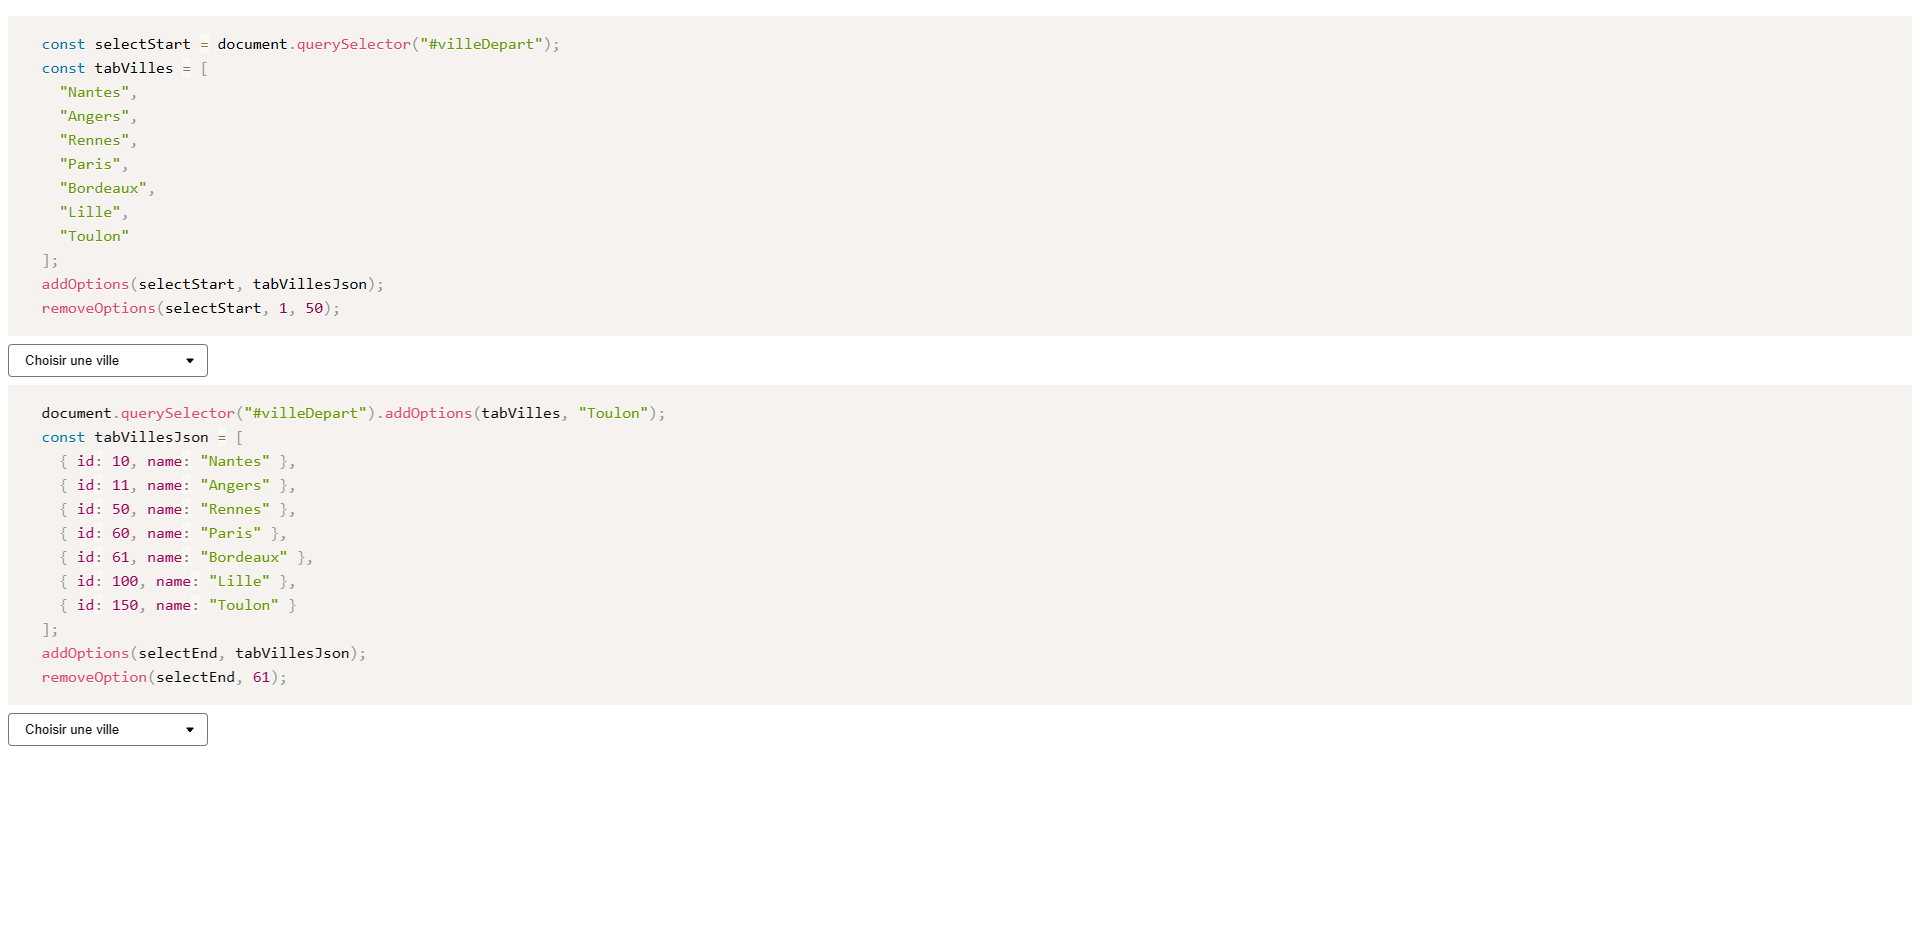 const selectStart = document.querySelector("#villeDepart");
const tabVilles = [
  "Nantes",
  "Angers",
  "Rennes",
  "Paris",
  "Bordeaux",
  "Lille",
  "Toulon"
];
addOptions(selectStart, tabVillesJson);
removeOptions(selectStart, 1, 50);
Choisir une ville
document.querySelector("#villeDepart").addOptions(tabVilles, "Toulon");
const tabVillesJson = [
  { id: 10, name: "Nantes" },
  { id: 11, name: "Angers" },
  { id: 50, name: "Rennes" },
  { id: 60, name: "Paris" },
  { id: 61, name: "Bordeaux" },
  { id: 100, name: "Lille" },
  { id: 150, name: "Toulon" }
];
addOptions(selectEnd, tabVillesJson);
removeOption(selectEnd, 61);
Choisir une ville